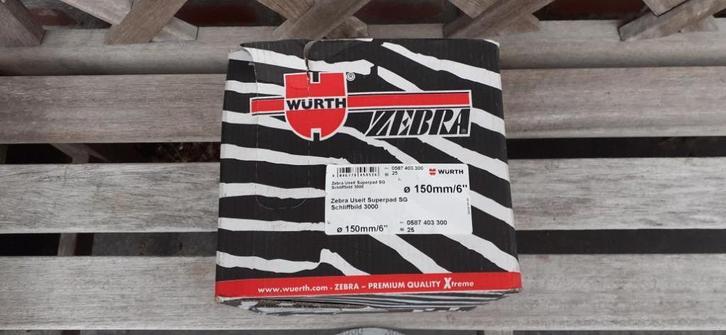 WÜRTH
®
ZEBRA
0587 403 300
25
WÜRTH
Zebra Useit Superpad SG
Schliffbild 3000
ø 150mm/6"
Zebra Useit Superpad SG
Schliffbild 3000
ø 150mm/6"
0587 403 300
25
www.wuerth.com - ZEBRA – PREMIUM QUALITY Xtreme